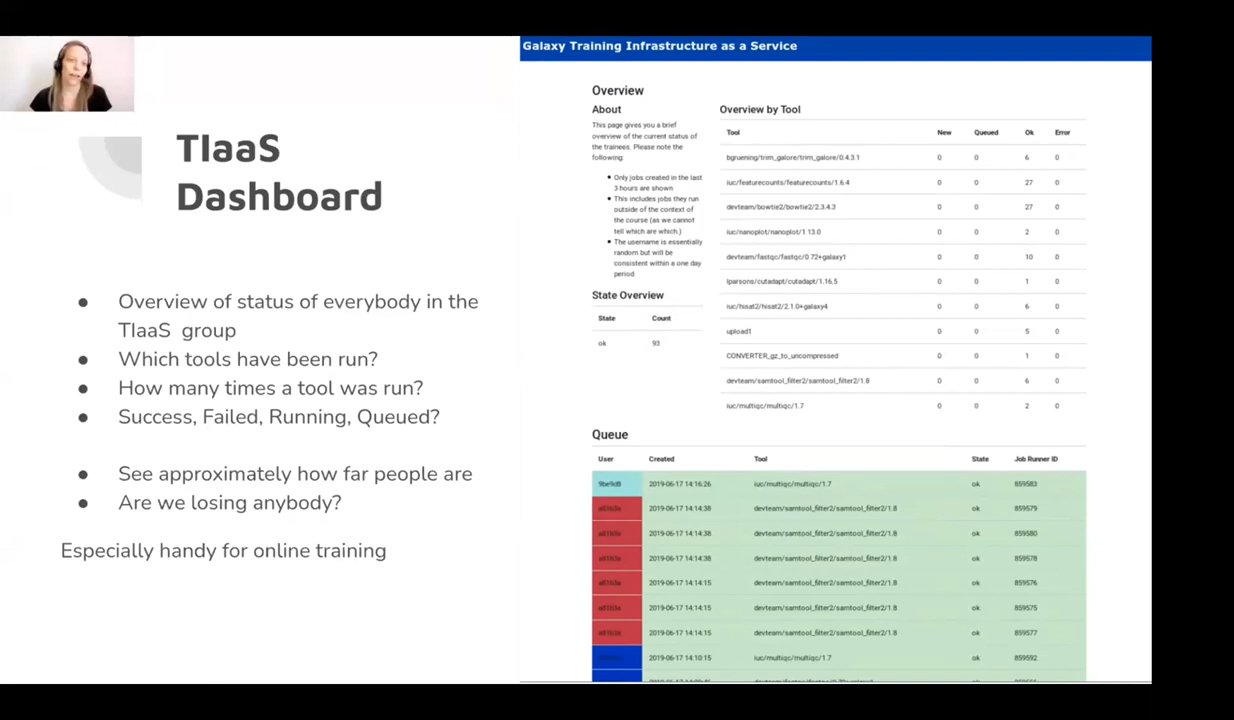 TIaaS
Dashboard
● Overview of status of everybody in the
TIaaS group
● Which tools have been run?
● How many times a tool was run?
● Success, Failed, Running, Queued?
● See approximately how far people are
● Are we losing anybody?
Especially handy for online training
Galaxy Training Infrastructure as a Service
Overview
About
This page gives you a brief
overview of the current status of
the trainees. Please note the
following:
● Only jobs created in the last
3 hours are shown
● This includes jobs they run
outside of the context of
the course (as we cannot
tell which are which.)
● The username is essentially
random but will be
consistent within a one day
period
State Overview
State Count
ok 93
Overview by Tool
Tool New Queued Ok Error
bgruening/trim_galore/trim_galore/0.4.3.1 0 0 6 0
iuc/featurecounts/featurecounts/1.6.4 0 0 27 0
devteam/bowtie2/bowtie2/2.3.4.3 0 0 27 0
iuc/nanoplot/nanoplot/1.13.0 0 0 2 0
devteam/fastqc/fastqc/0.72+galaxy1 0 0 10 0
lparsons/cutadapt/cutadapt/1.16.5 0 0 1 0
iuc/hisat2/hisat2/2.1.0+galaxy4 0 0 6 0
upload1 0 0 5 0
CONVERTER_gz_to_uncompressed 0 0 1 0
devteam/samtool_filter2/samtool_filter2/1.8 0 0 6 0
iuc/multiqc/multiqc/1.7 0 0 2 0
Queue
User Created Tool State Job Runner ID
9be9d8 2019-06-17 14:16:26 iuc/multiqc/multiqc/1.7 ok 859583
2019-06-17 14:14:38 devteam/samtool_filter2/samtool_filter2/1.8 ok 859579
2019-06-17 14:14:38 devteam/samtool_filter2/samtool_filter2/1.8 ok 859580
2019-06-17 14:14:38 devteam/samtool_filter2/samtool_filter2/1.8 ok 859578
2019-06-17 14:14:15 devteam/samtool_filter2/samtool_filter2/1.8 ok 859576
2019-06-17 14:14:15 devteam/samtool_filter2/samtool_filter2/1.8 ok 859575
2019-06-17 14:14:15 devteam/samtool_filter2/samtool_filter2/1.8 ok 859577
2019-06-17 14:10:15 iuc/multiqc/multiqc/1.7 ok 859592